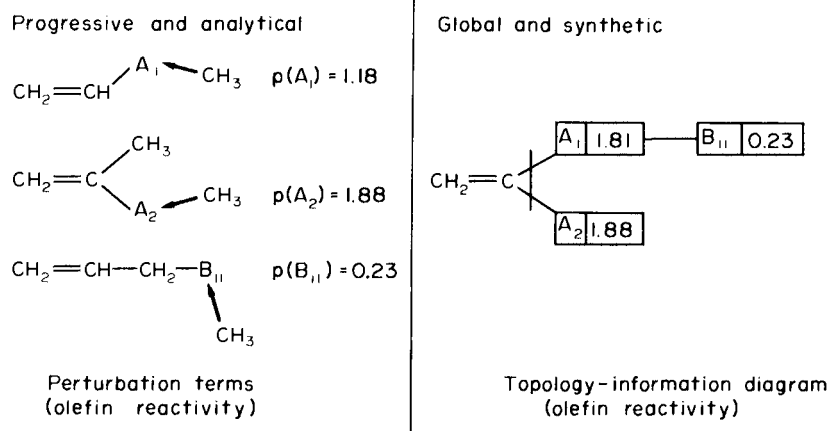 Progressive and analytical
CH₂=CH A₁ CH₃ p(A₁) = 1.18
CH₃
CH₂=C
A₂ CH₃ p(A₂) = 1.88
CH₂=CH—CH₂—B₁₁ p(B₁₁) = 0.23
CH₃
Perturbation terms
(olefin reactivity)
Global and synthetic
A₁ 1.81 B₁₁ 0.23
CH₂=C
A₂ 1.88
Topology-information diagram
(olefin reactivity)